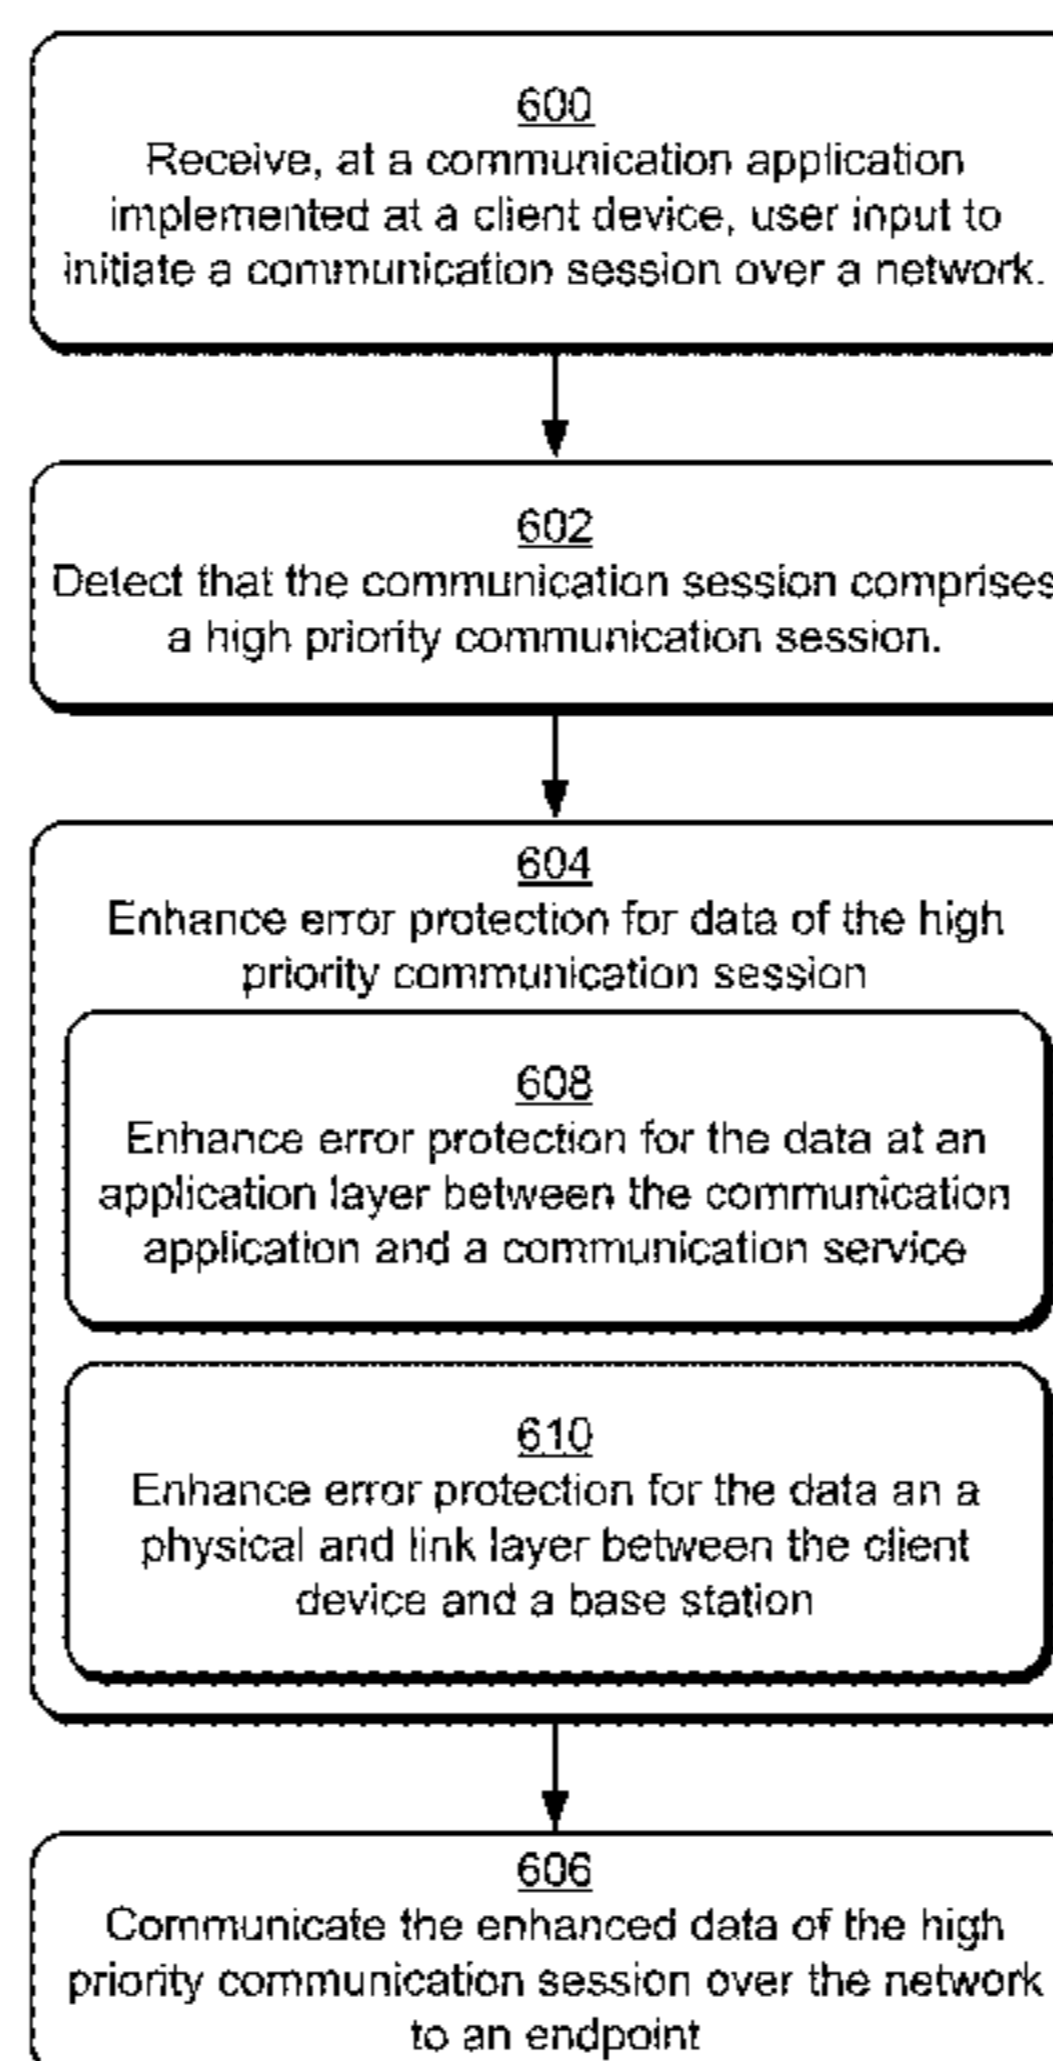 600
Receive, at a communication application
implemented at a client device, user input to
initiate a communication session over a network.
602
Detect that the communication session comprises
a high priority communication session.
604
Enhance error protection for data of the high
priority communication session
608
Enhance error protection for the data at an
application layer between the communication
application and a communication service
610
Enhance error protection for the data an a
physical and link layer between the client
device and a base station
606
Communicate the enhanced data of the high
priority communication session over the network
to an endpoint